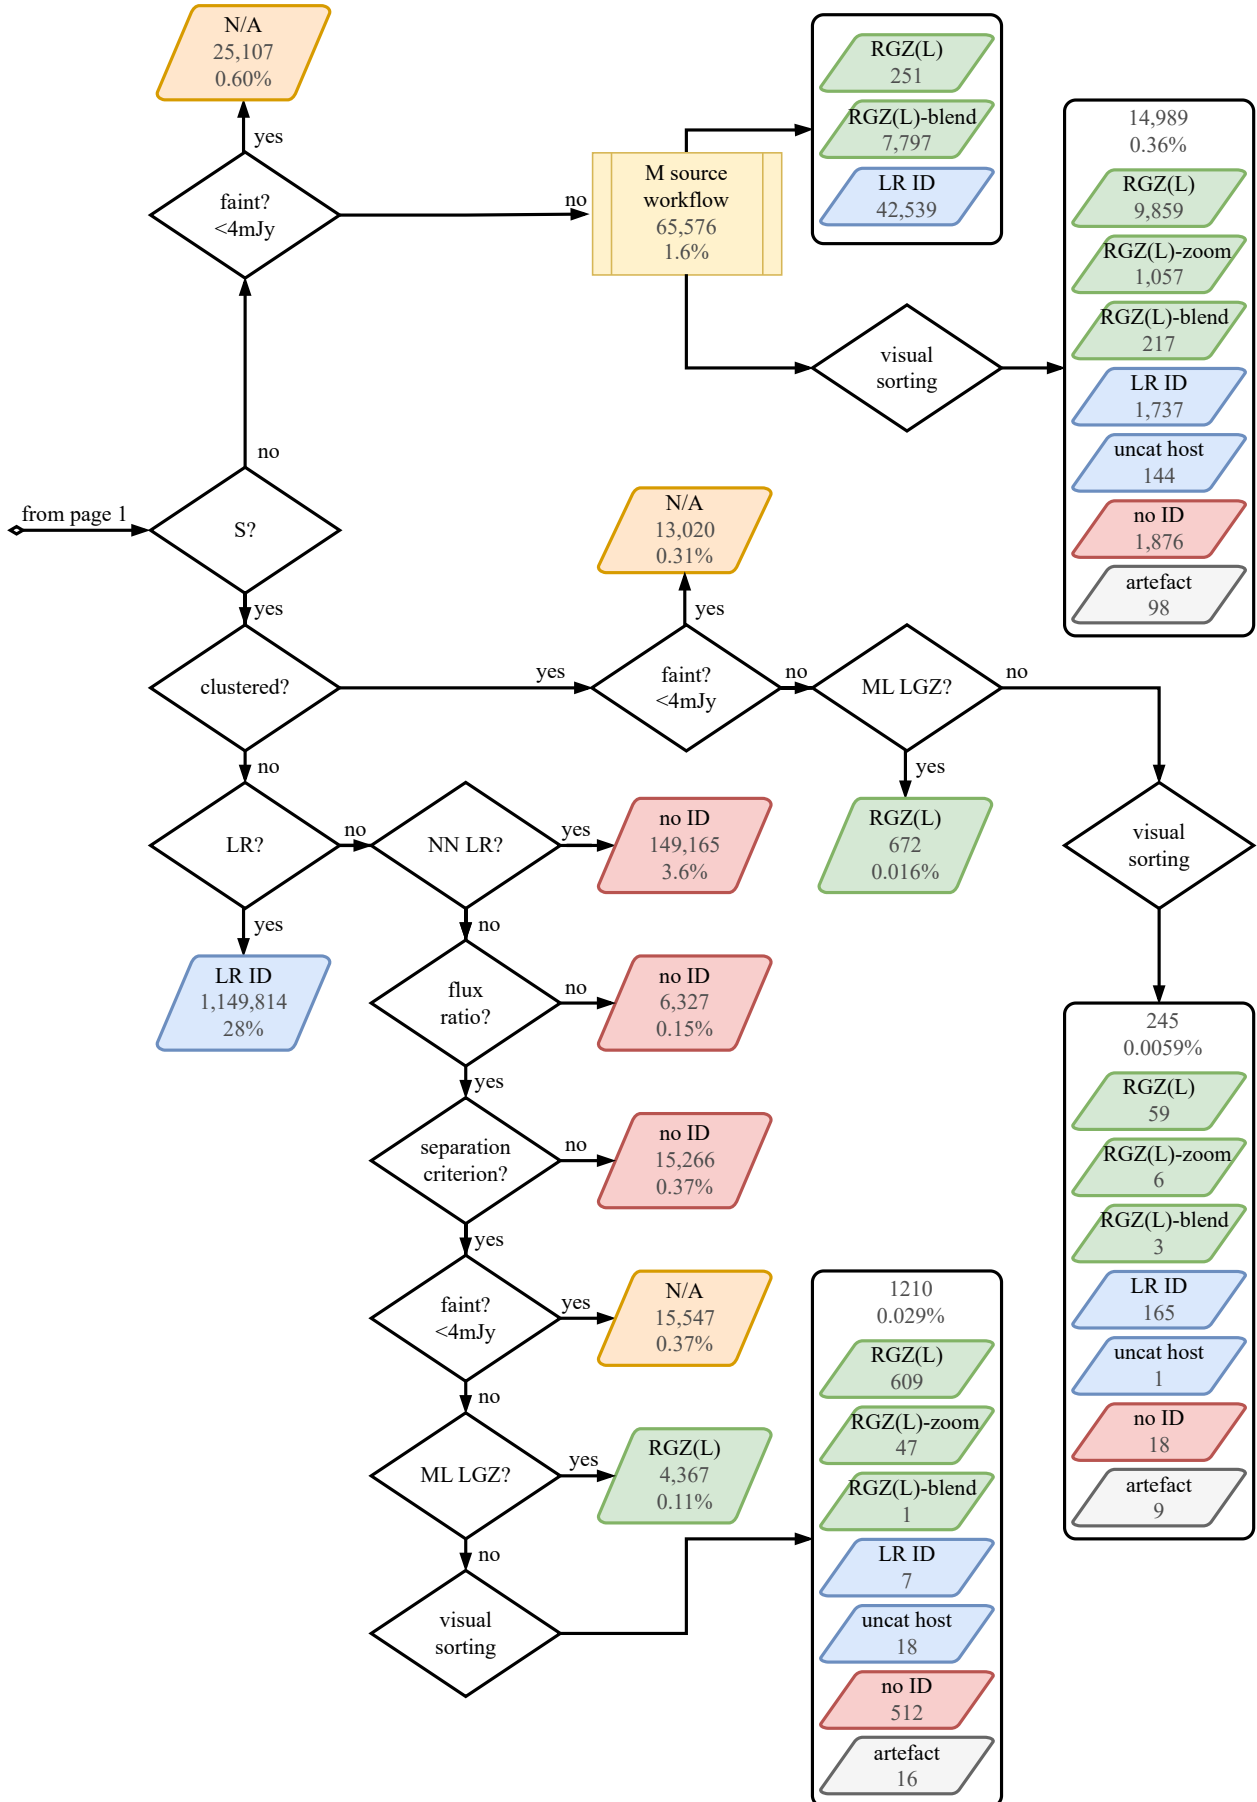 N/A
25,107
0.60%
yes
faint?
<4mJy
no
M source
workflow
65,576
1.6%
RGZ(L)
251
RGZ(L)-blend
7,797
LR ID
42,539
visual
sorting
14,989
0.36%
RGZ(L)
9,859
RGZ(L)-zoom
1,057
RGZ(L)-blend
217
LR ID
1,737
uncat host
144
no ID
1,876
artefact
98
no
from page 1
S?
yes
clustered?
yes
N/A
13,020
0.31%
yes
faint?
<4mJy
no
ML LGZ?
no
yes
RGZ(L)
672
0.016%
visual
sorting
245
0.0059%
RGZ(L)
59
RGZ(L)-zoom
6
RGZ(L)-blend
3
LR ID
165
uncat host
1
no ID
18
artefact
9
no
LR?
yes
LR ID
1,149,814
28%
no
NN LR?
yes
no ID
149,165
3.6%
no
flux
ratio?
no
no ID
6,327
0.15%
yes
separation
criterion?
no
no ID
15,266
0.37%
yes
faint?
<4mJy
yes
N/A
15,547
0.37%
no
ML LGZ?
yes
RGZ(L)
4,367
0.11%
no
visual
sorting
1210
0.029%
RGZ(L)
609
RGZ(L)-zoom
47
RGZ(L)-blend
1
LR ID
7
uncat host
18
no ID
512
artefact
16